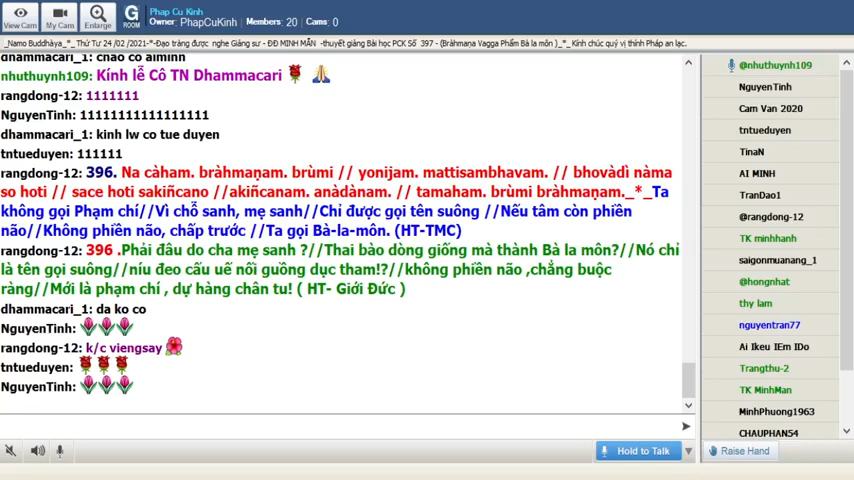 View Cam
My Cam
Enlarge
G
ROOM
Phap Cu Kinh
Owner: PhapCuKinh Members: 20 Cams: 0
_Namo Buddhàya_*_ Thứ Tư 24 /02 /2021-*-Đạo tràng được nghe Giảng sư - ĐĐ MINH MẪN -thuyết giảng Bài học PCK Số 397 - (Bràhmaṇa Vagga Phẩm Bà la môn )_*_ Kính chúc quý vị thính Pháp an lạc.
dhammacari_1: chao co aiminh
nhuthuynh109: Kính lễ Cô TN Dhammacari
rangdong-12: 1111111
NguyenTinh: 11111111111111111
dhammacari_1: kinh lw co tue duyen
tntueduyen: 111111
rangdong-12: 396. Na càham. bràhmaṇam. brùmi // yonijam. mattisambhavam. // bhovàdì nàma
so hoti // sace hoti sakiñcano //akiñcanam. anàdànam. // tamaham. brùmi bràhmaṇam._*_Ta
không gọi Phạm chí//Vì chỗ sanh, mẹ sanh//Chỉ được gọi tên suông //Nếu tâm còn phiền
não//Không phiền não, chấp trước //Ta gọi Bà-la-môn. (HT-TMC)
rangdong-12: 396 .Phải đâu do cha mẹ sanh ?//Thai bào dòng giống mà thành Bà la môn?//Nó chỉ
là tên gọi suông//níu đeo cấu uế nổi guồng dục tham!?//không phiền não ,chẳng buộc
ràng//Mới là phạm chí , dự hàng chân tu! ( HT- Giới Đức )
dhammacari_1: da ko co
NguyenTinh:
rangdong-12: k/c viengsay
tntueduyen:
NguyenTinh:
@nhuthuynh109
NguyenTinh
Cam Van 2020
tntueduyen
TinaN
AI MINH
TranDao1
@rangdong-12
TK minhhanh
saigonmuanang_1
@hongnhat
thy lam
nguyentran77
Ai Ikeu IEm IDo
Trangthu-2
TK MinhMan
MinhPhuong1963
CHAUPHAN54
Hold to Talk
Raise Hand